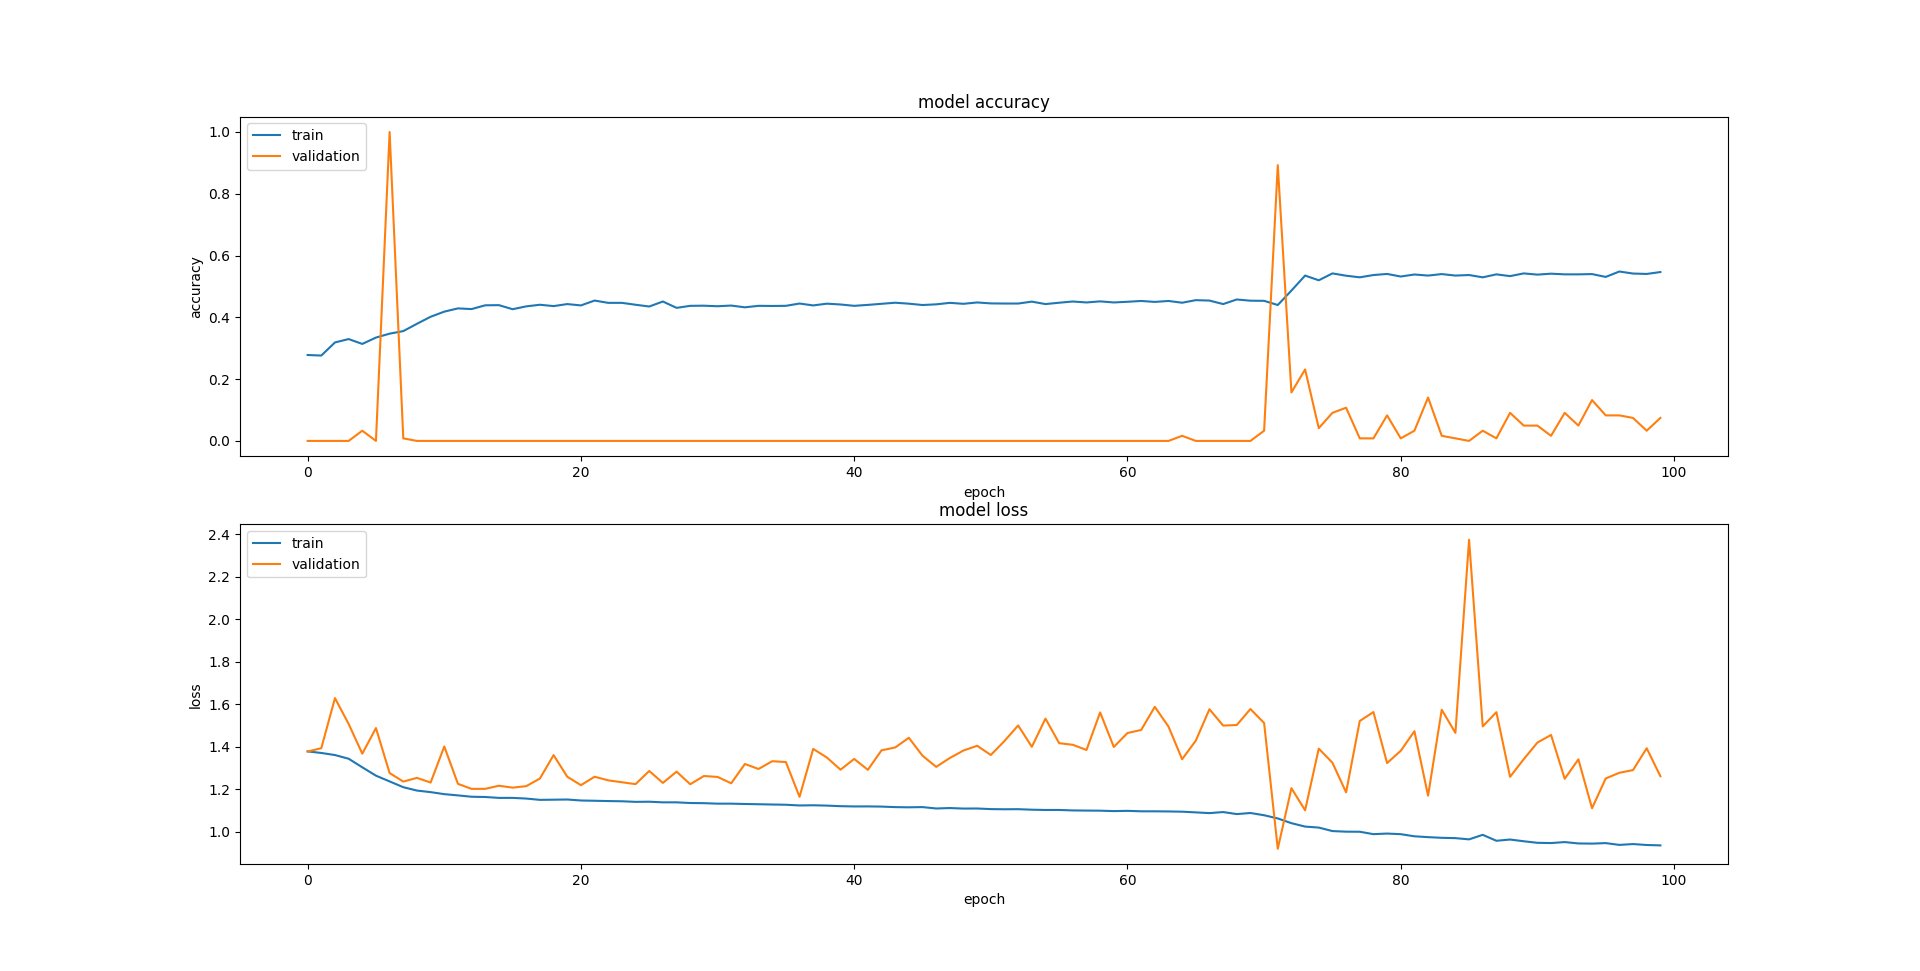 model accuracy
train
validation
1.0
0.8
0.6
0.4
0.2
0.0
accuracy
0 20 40 60 80 100
epoch
model loss
train
validation
2.4
2.2
2.0
1.8
1.6
1.4
1.2
1.0
loss
0 20 40 60 80 100
epoch